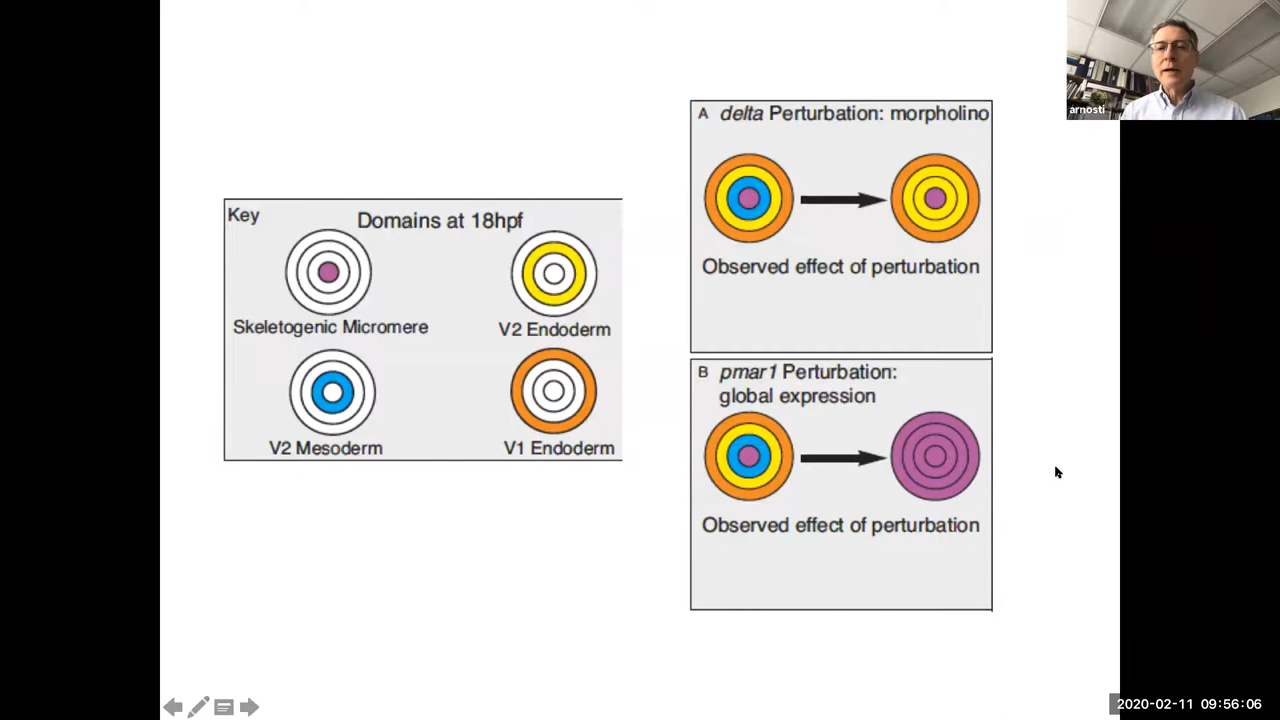 Key
Domains at 18hpf
Skeletogenic Micromere
V2 Endoderm
V2 Mesoderm
V1 Endoderm
A delta Perturbation: morpholino
Observed effect of perturbation
B pmar1 Perturbation:
global expression
Observed effect of perturbation
arnosti
2020-02-11 09:56:06